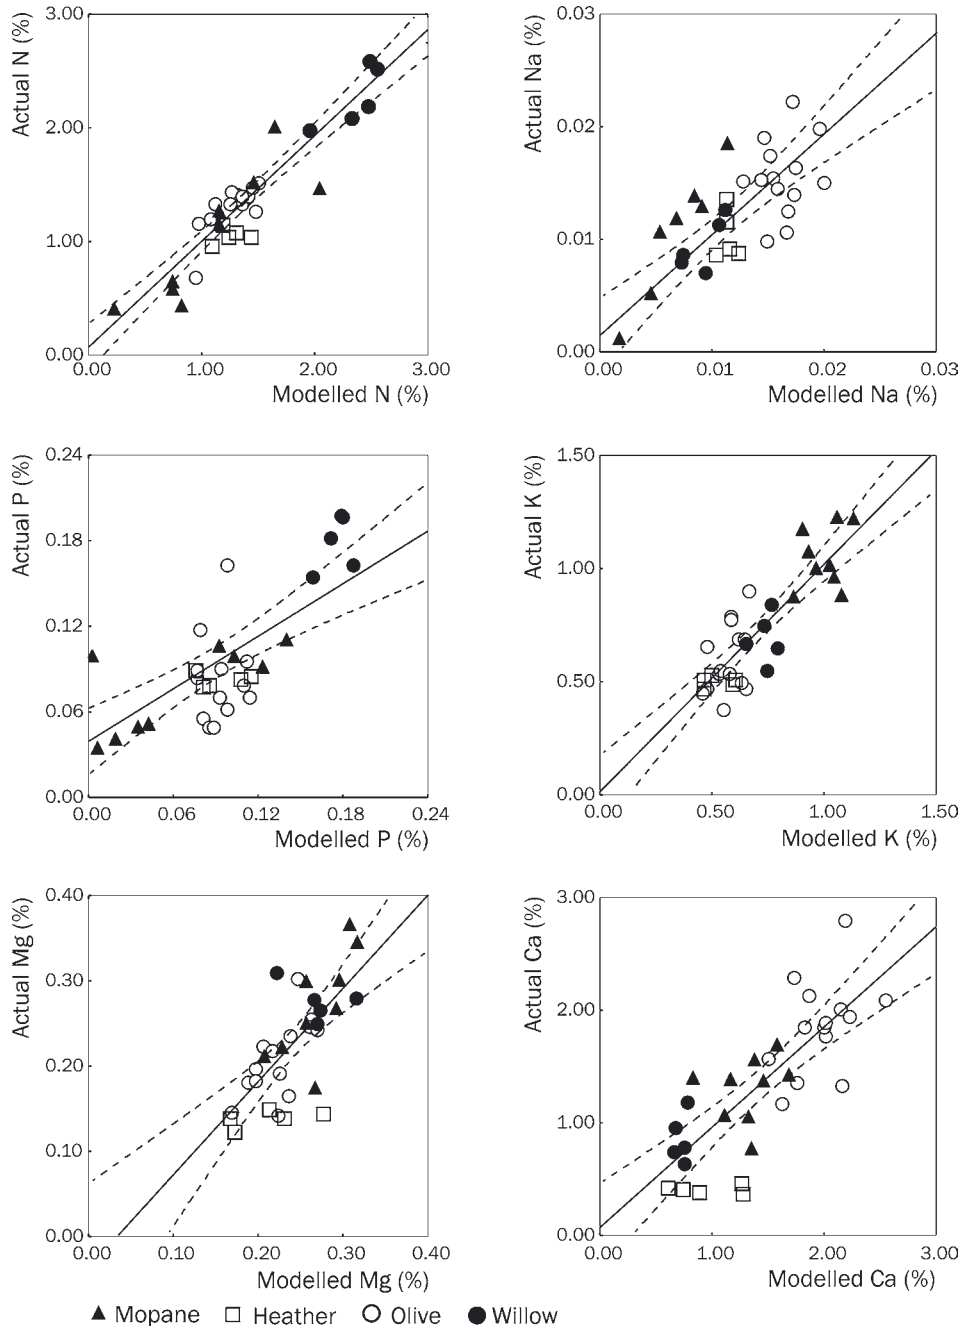 Actual N (%)
3.00
2.00
1.00
0.00
0.00 1.00 2.00 3.00
Modelled N (%)
Actual Na (%)
0.03
0.02
0.01
0.00
0.00 0.01 0.02 0.03
Modelled Na (%)
Actual P (%)
0.24
0.18
0.12
0.06
0.00
0.00 0.06 0.12 0.18 0.24
Modelled P (%)
Actual K (%)
1.50
1.00
0.50
0.00
0.00 0.50 1.00 1.50
Modelled K (%)
Actual Mg (%)
0.40
0.30
0.20
0.10
0.00
0.00 0.10 0.20 0.30 0.40
Modelled Mg (%)
Actual Ca (%)
3.00
2.00
1.00
0.00
0.00 1.00 2.00 3.00
Modelled Ca (%)
Mopane Heather Olive Willow